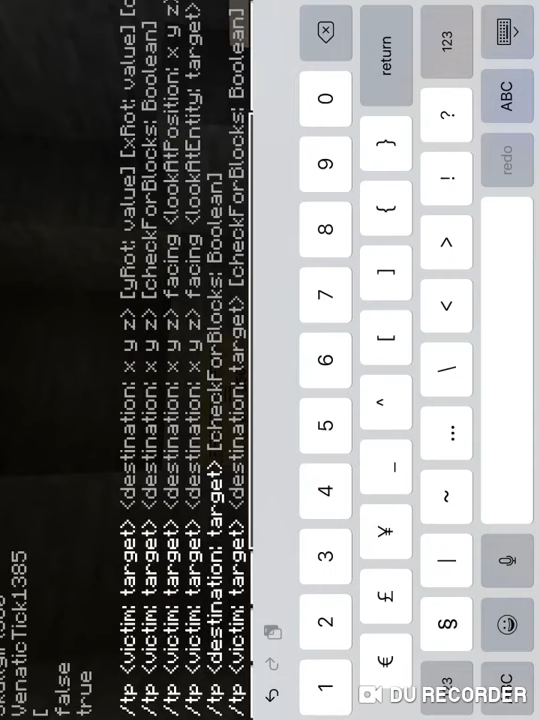 VenaticTick1385
[
false
true
/tp <victim: target> <destination: x y z> [yRot: value] [xRot: value]
/tp <victim: target> <destination: x y z> [checkForBlocks: Boolean]
/tp <victim: target> <destination: x y z> facing <lookAtPosition: x y z
/tp <victim: target> <destination: x y z> facing <lookAtEntity: target>
/tp <destination: target> [checkForBlocks: Boolean]
/tp <victim: target> <destination: target> [checkForBlocks: Boolean]
1 2 3 4 5 6 7 8 9 0
€ £ ¥ _ ^ [ ] { } return
§ | ~ … \ < > ! ? 123
redo ABC
DU RECORDER